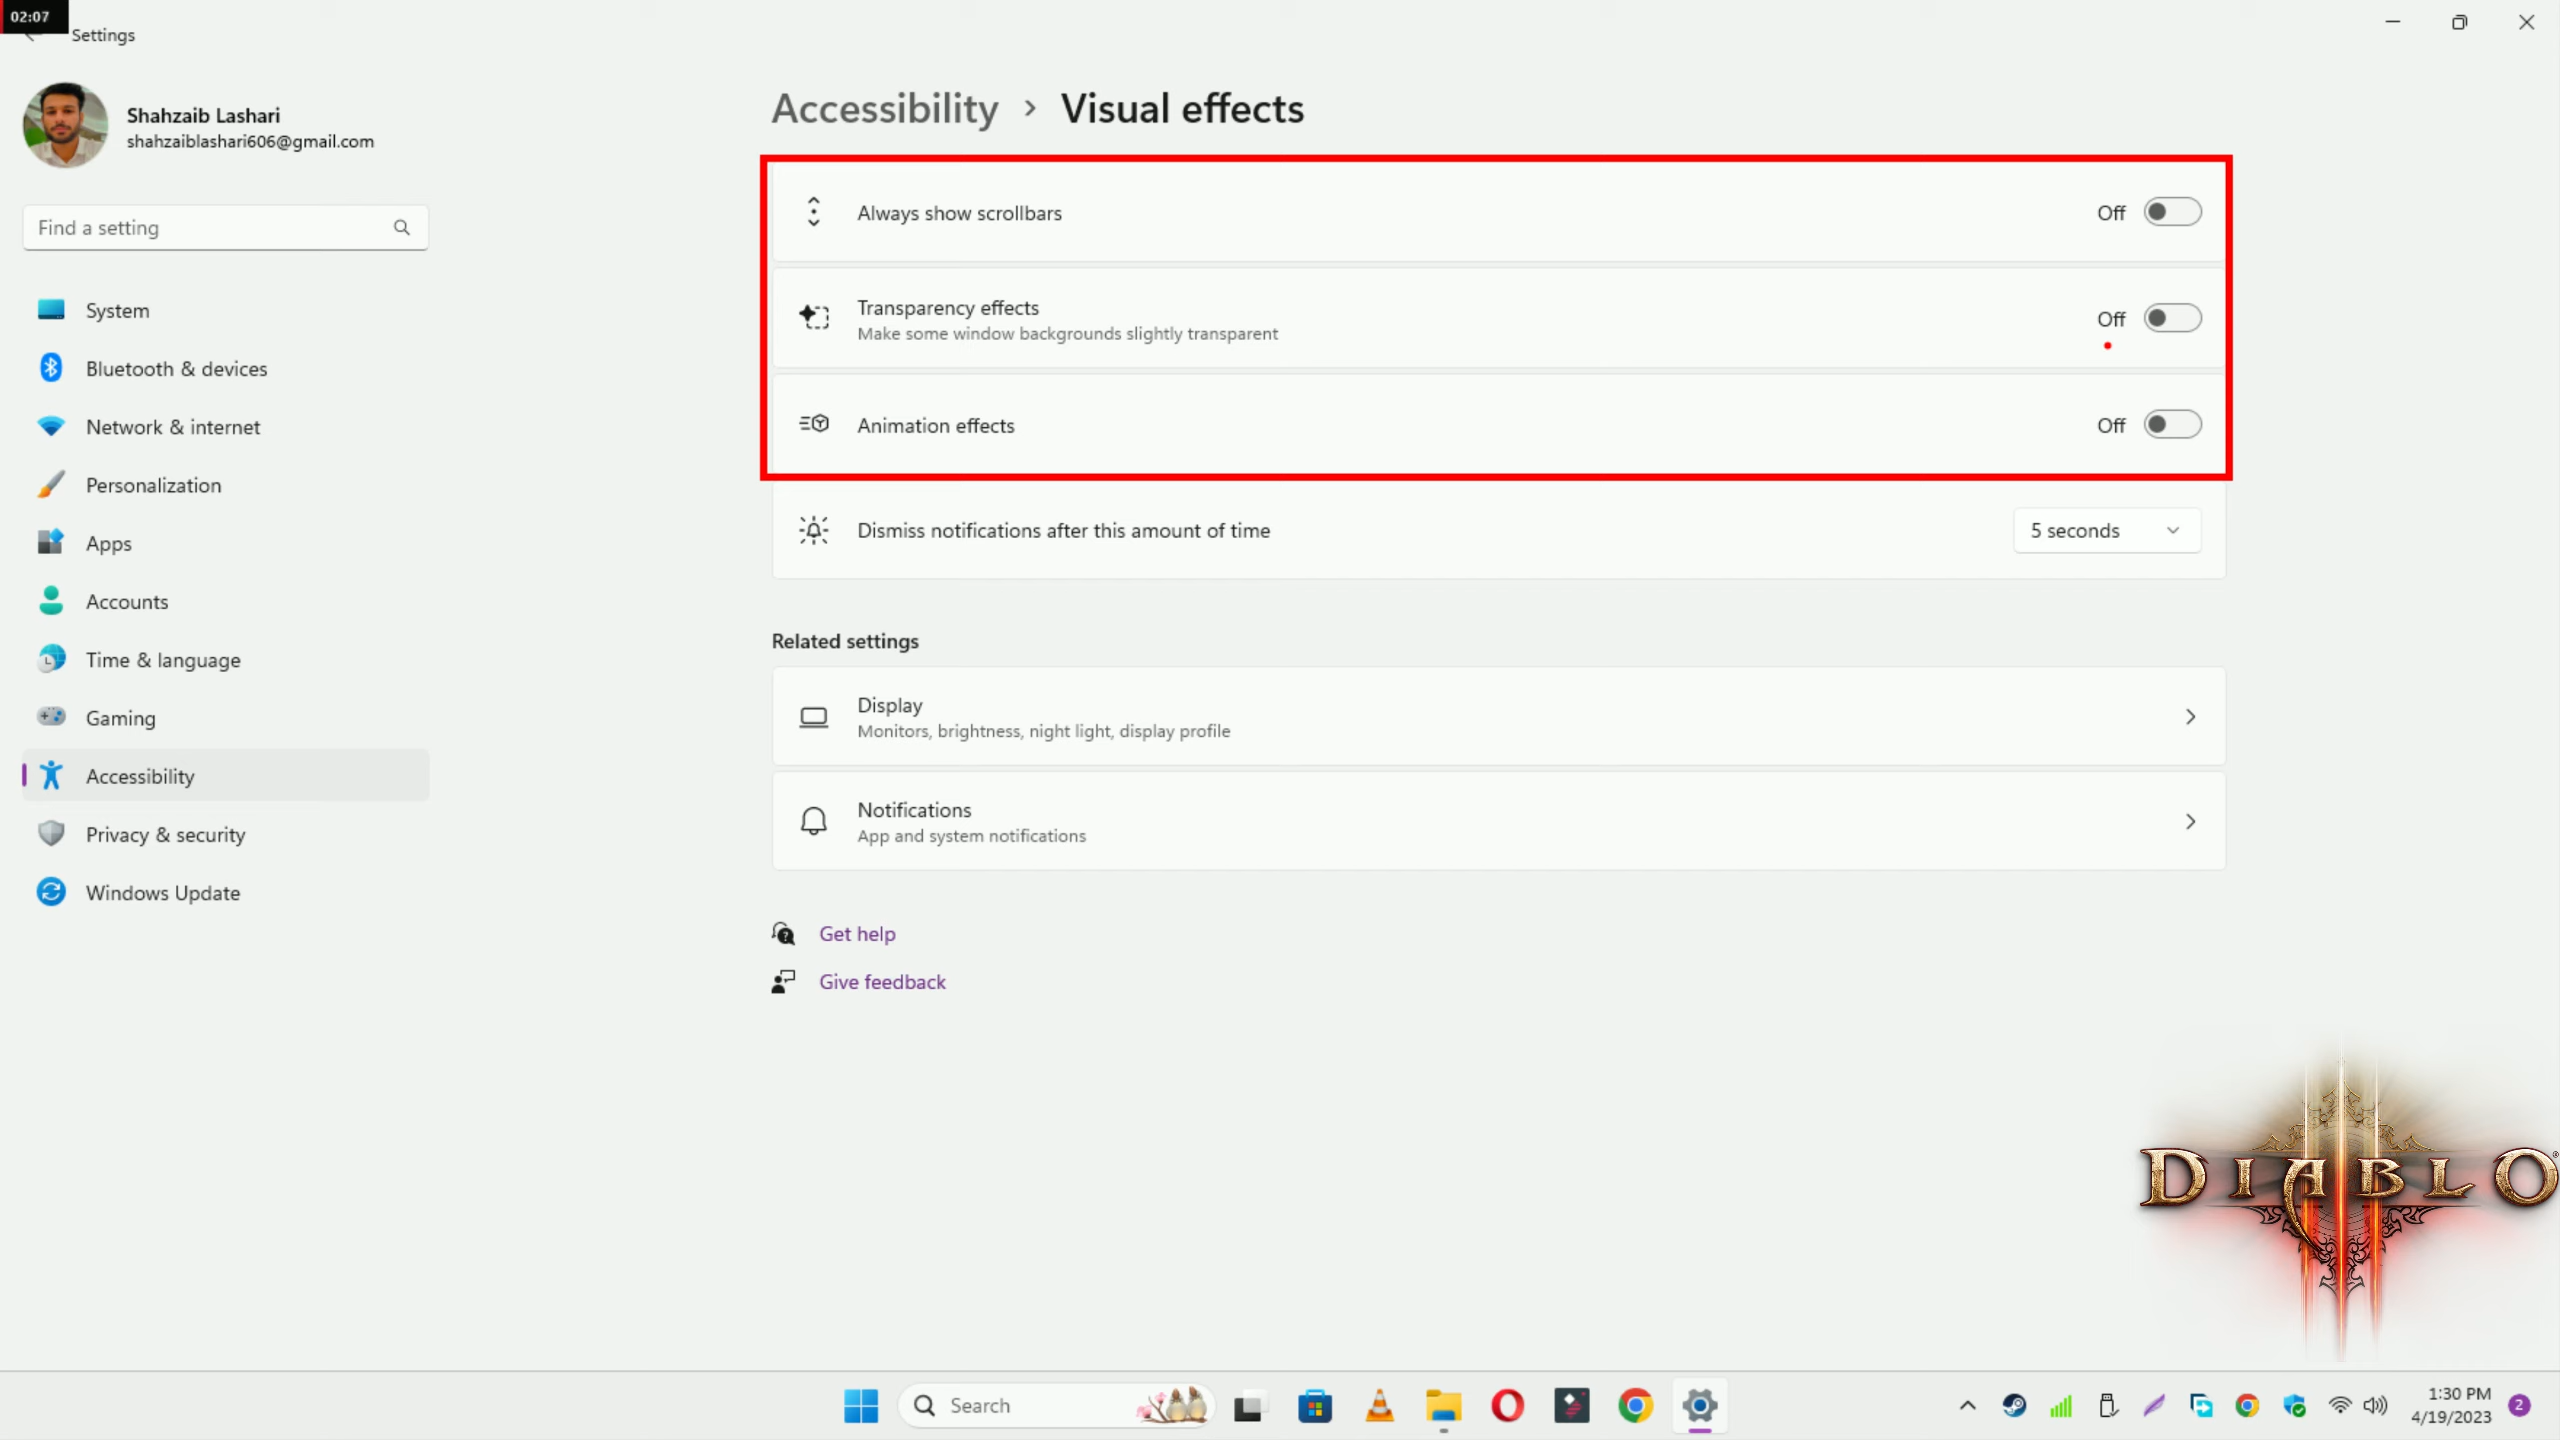 02:07
Settings
Shahzaib Lashari
shahzaiblashari606@gmail.com
Find a setting
System
Bluetooth & devices
Network & internet
Personalization
Apps
Accounts
Time & language
Gaming
Accessibility
Privacy & security
Windows Update
Accessibility > Visual effects
Always show scrollbars
Off
Transparency effects
Make some window backgrounds slightly transparent
Off
Animation effects
Off
Dismiss notifications after this amount of time
5 seconds
Related settings
Display
Monitors, brightness, night light, display profile
Notifications
App and system notifications
Get help
Give feedback
DIABLO
Search
1:30 PM
4/19/2023
2